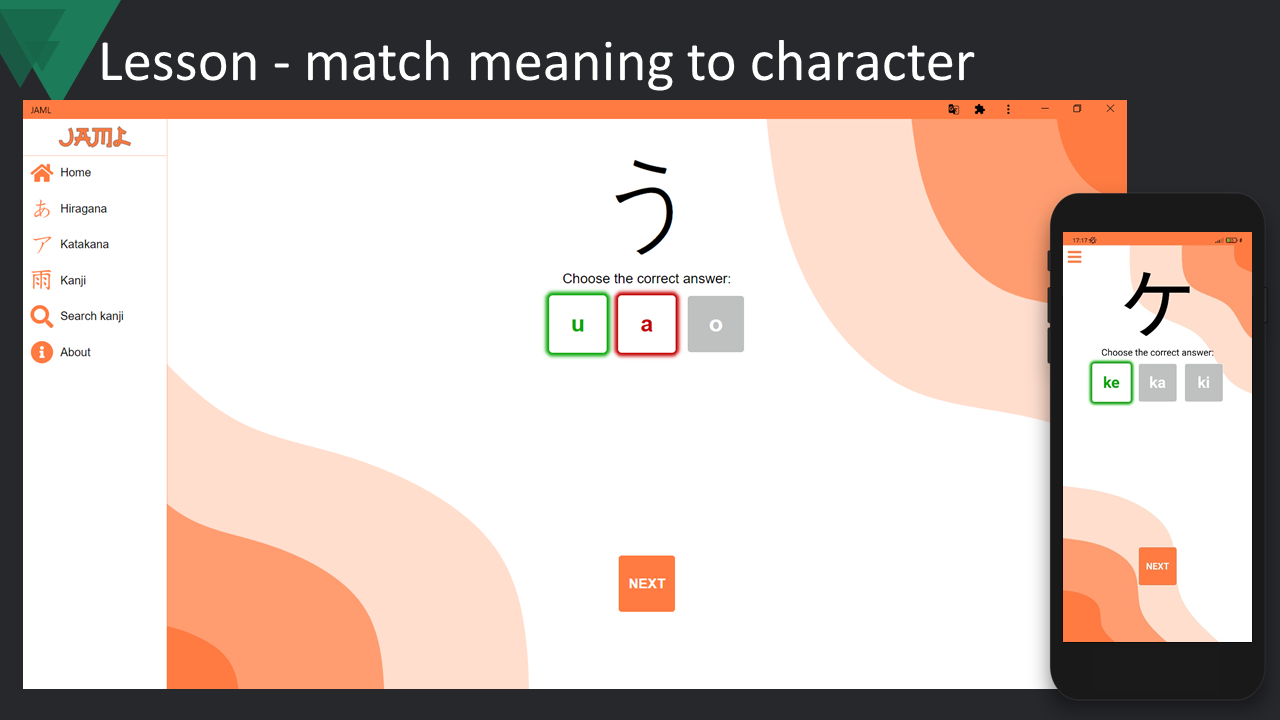 Lesson - match meaning to character
JAML
JAML
Home
あ Hiragana
ア Katakana
雨 Kanji
Search kanji
About
う
Choose the correct answer:
u a o
NEXT
17:17
ケ
Choose the correct answer:
ke ka ki
NEXT